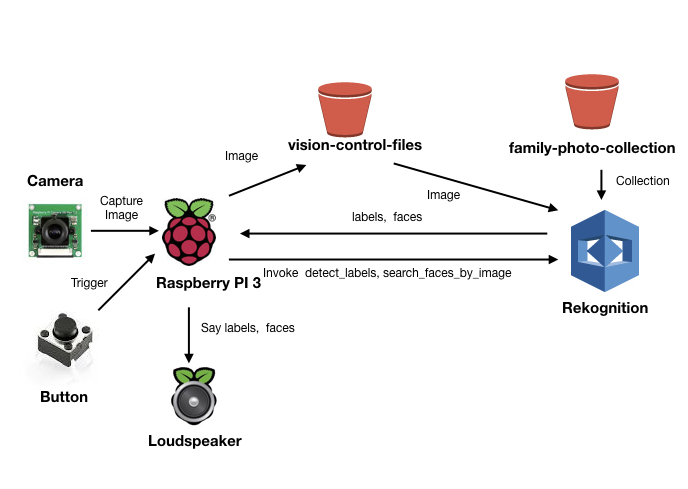 vision-control-files
family-photo-collection
Image
Image
Collection
Camera
Capture
Image
labels, faces
®
Trigger
Raspberry PI 3
Invoke detect_labels, search_faces_by_image
Rekognition
Say labels, faces
Button
Loudspeaker